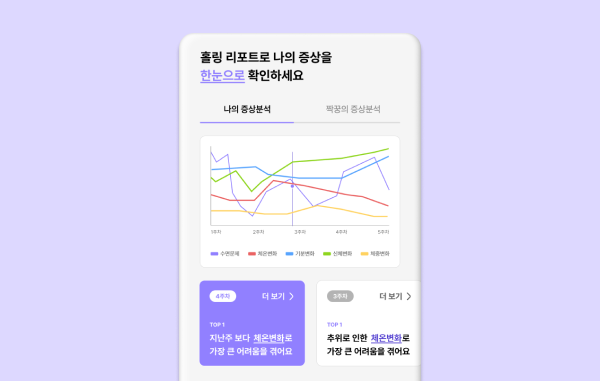 홀링 리포트로 나의 증상을
한눈으로 확인하세요
나의 증상분석 짝꿍의 증상분석
1주차 2주차 3주차 4주차 5주차
수면문제 체온변화 기분변화 신체변화 체중변화
4주차 더 보기
TOP 1
지난주 보다 체온변화로
가장 큰 어려움을 겪어요
3주차 더 보기
TOP 1
추위로 인한 체온변화로
가장 큰 어려움을 겪어요